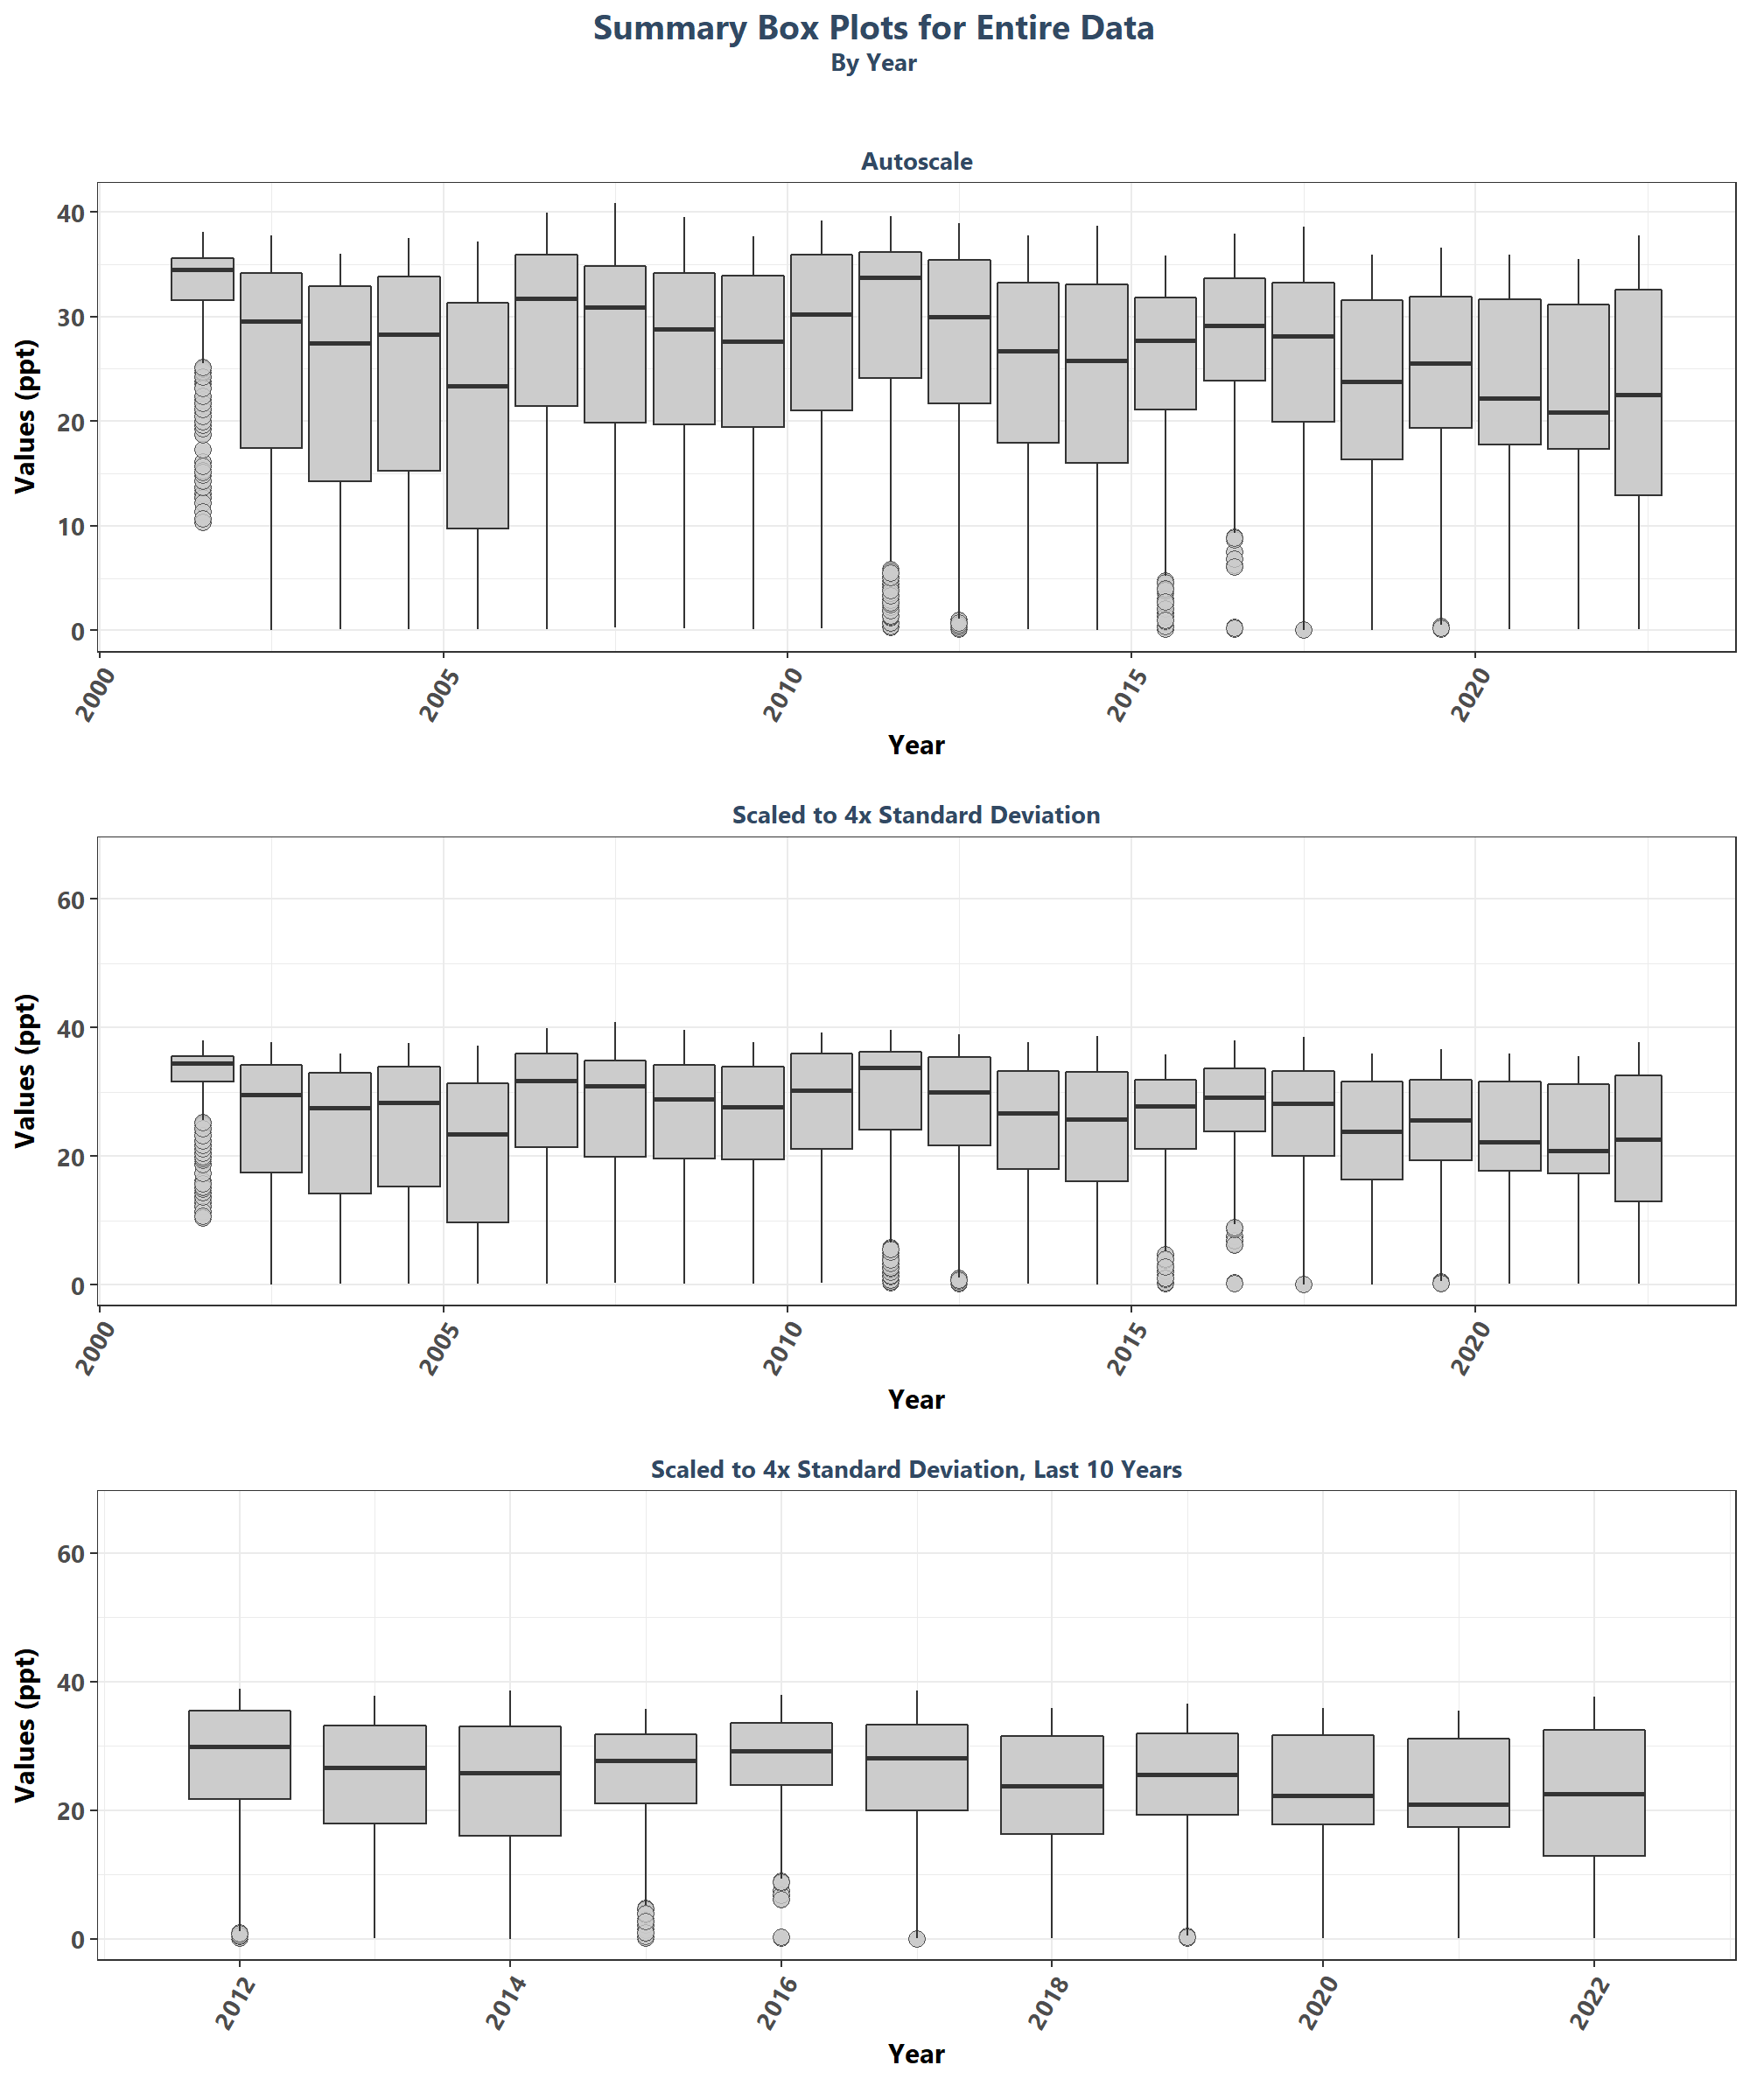 Summary Box Plots for Entire Data
By Year
Autoscale
Values (ppt)
40
30
20
10
0
2000 2005 2010 2015 2020
Year
Scaled to 4x Standard Deviation
Values (ppt)
60
40
20
0
2000 2005 2010 2015 2020
Year
Scaled to 4x Standard Deviation, Last 10 Years
Values (ppt)
60
40
20
0
2012 2014 2016 2018 2020 2022
Year